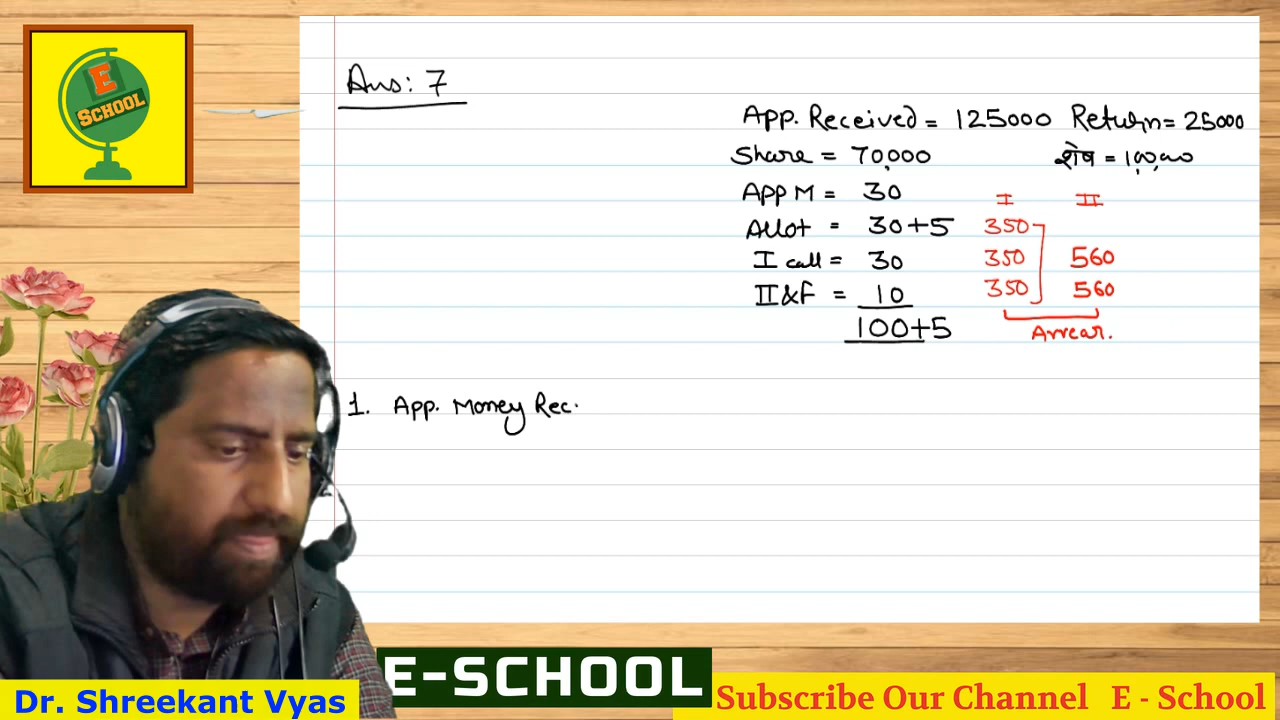 E
SCHOOL
Ans: 7
App. Received = 125000 Return = 25000
Share = 70,000 शेष = 1,00,000
App M = 30
I II
Allot = 30+5 350
I call = 30 350 560
II&F = 10 350 560
100+5 Arrear.
1. App. Money Rec.
E-SCHOOL
Dr. Shreekant Vyas
Subscribe Our Channel E - School